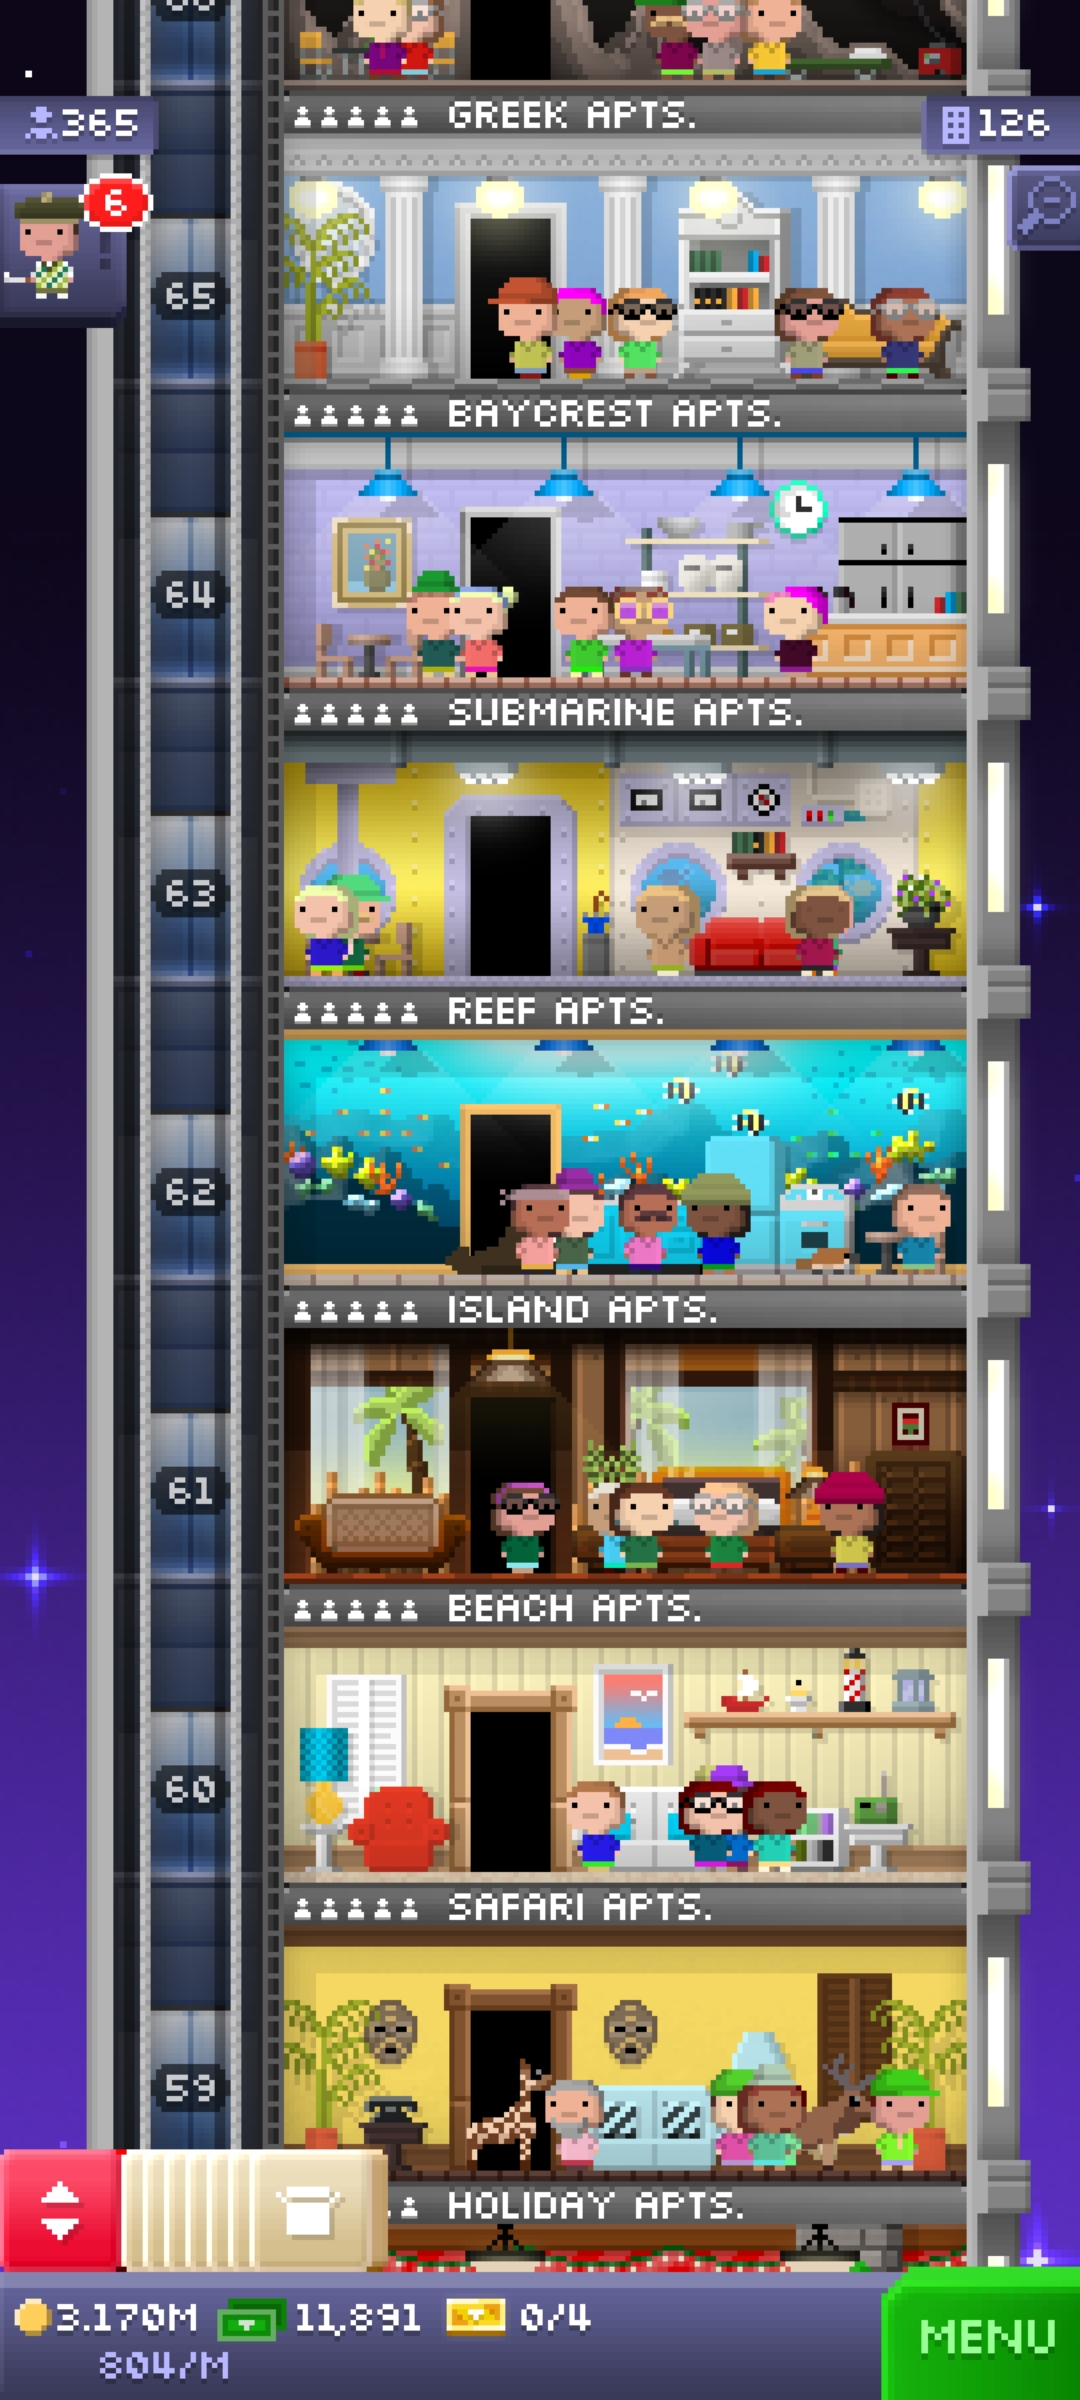 GREEK APTS.
365
126
6
65
BAYCREST APTS.
64
SUBMARINE APTS.
63
REEF APTS.
62
ISLAND APTS.
61
BEACH APTS.
60
SAFARI APTS.
59
HOLIDAY APTS.
3.170M 11,891 0/4
804/M
MENU